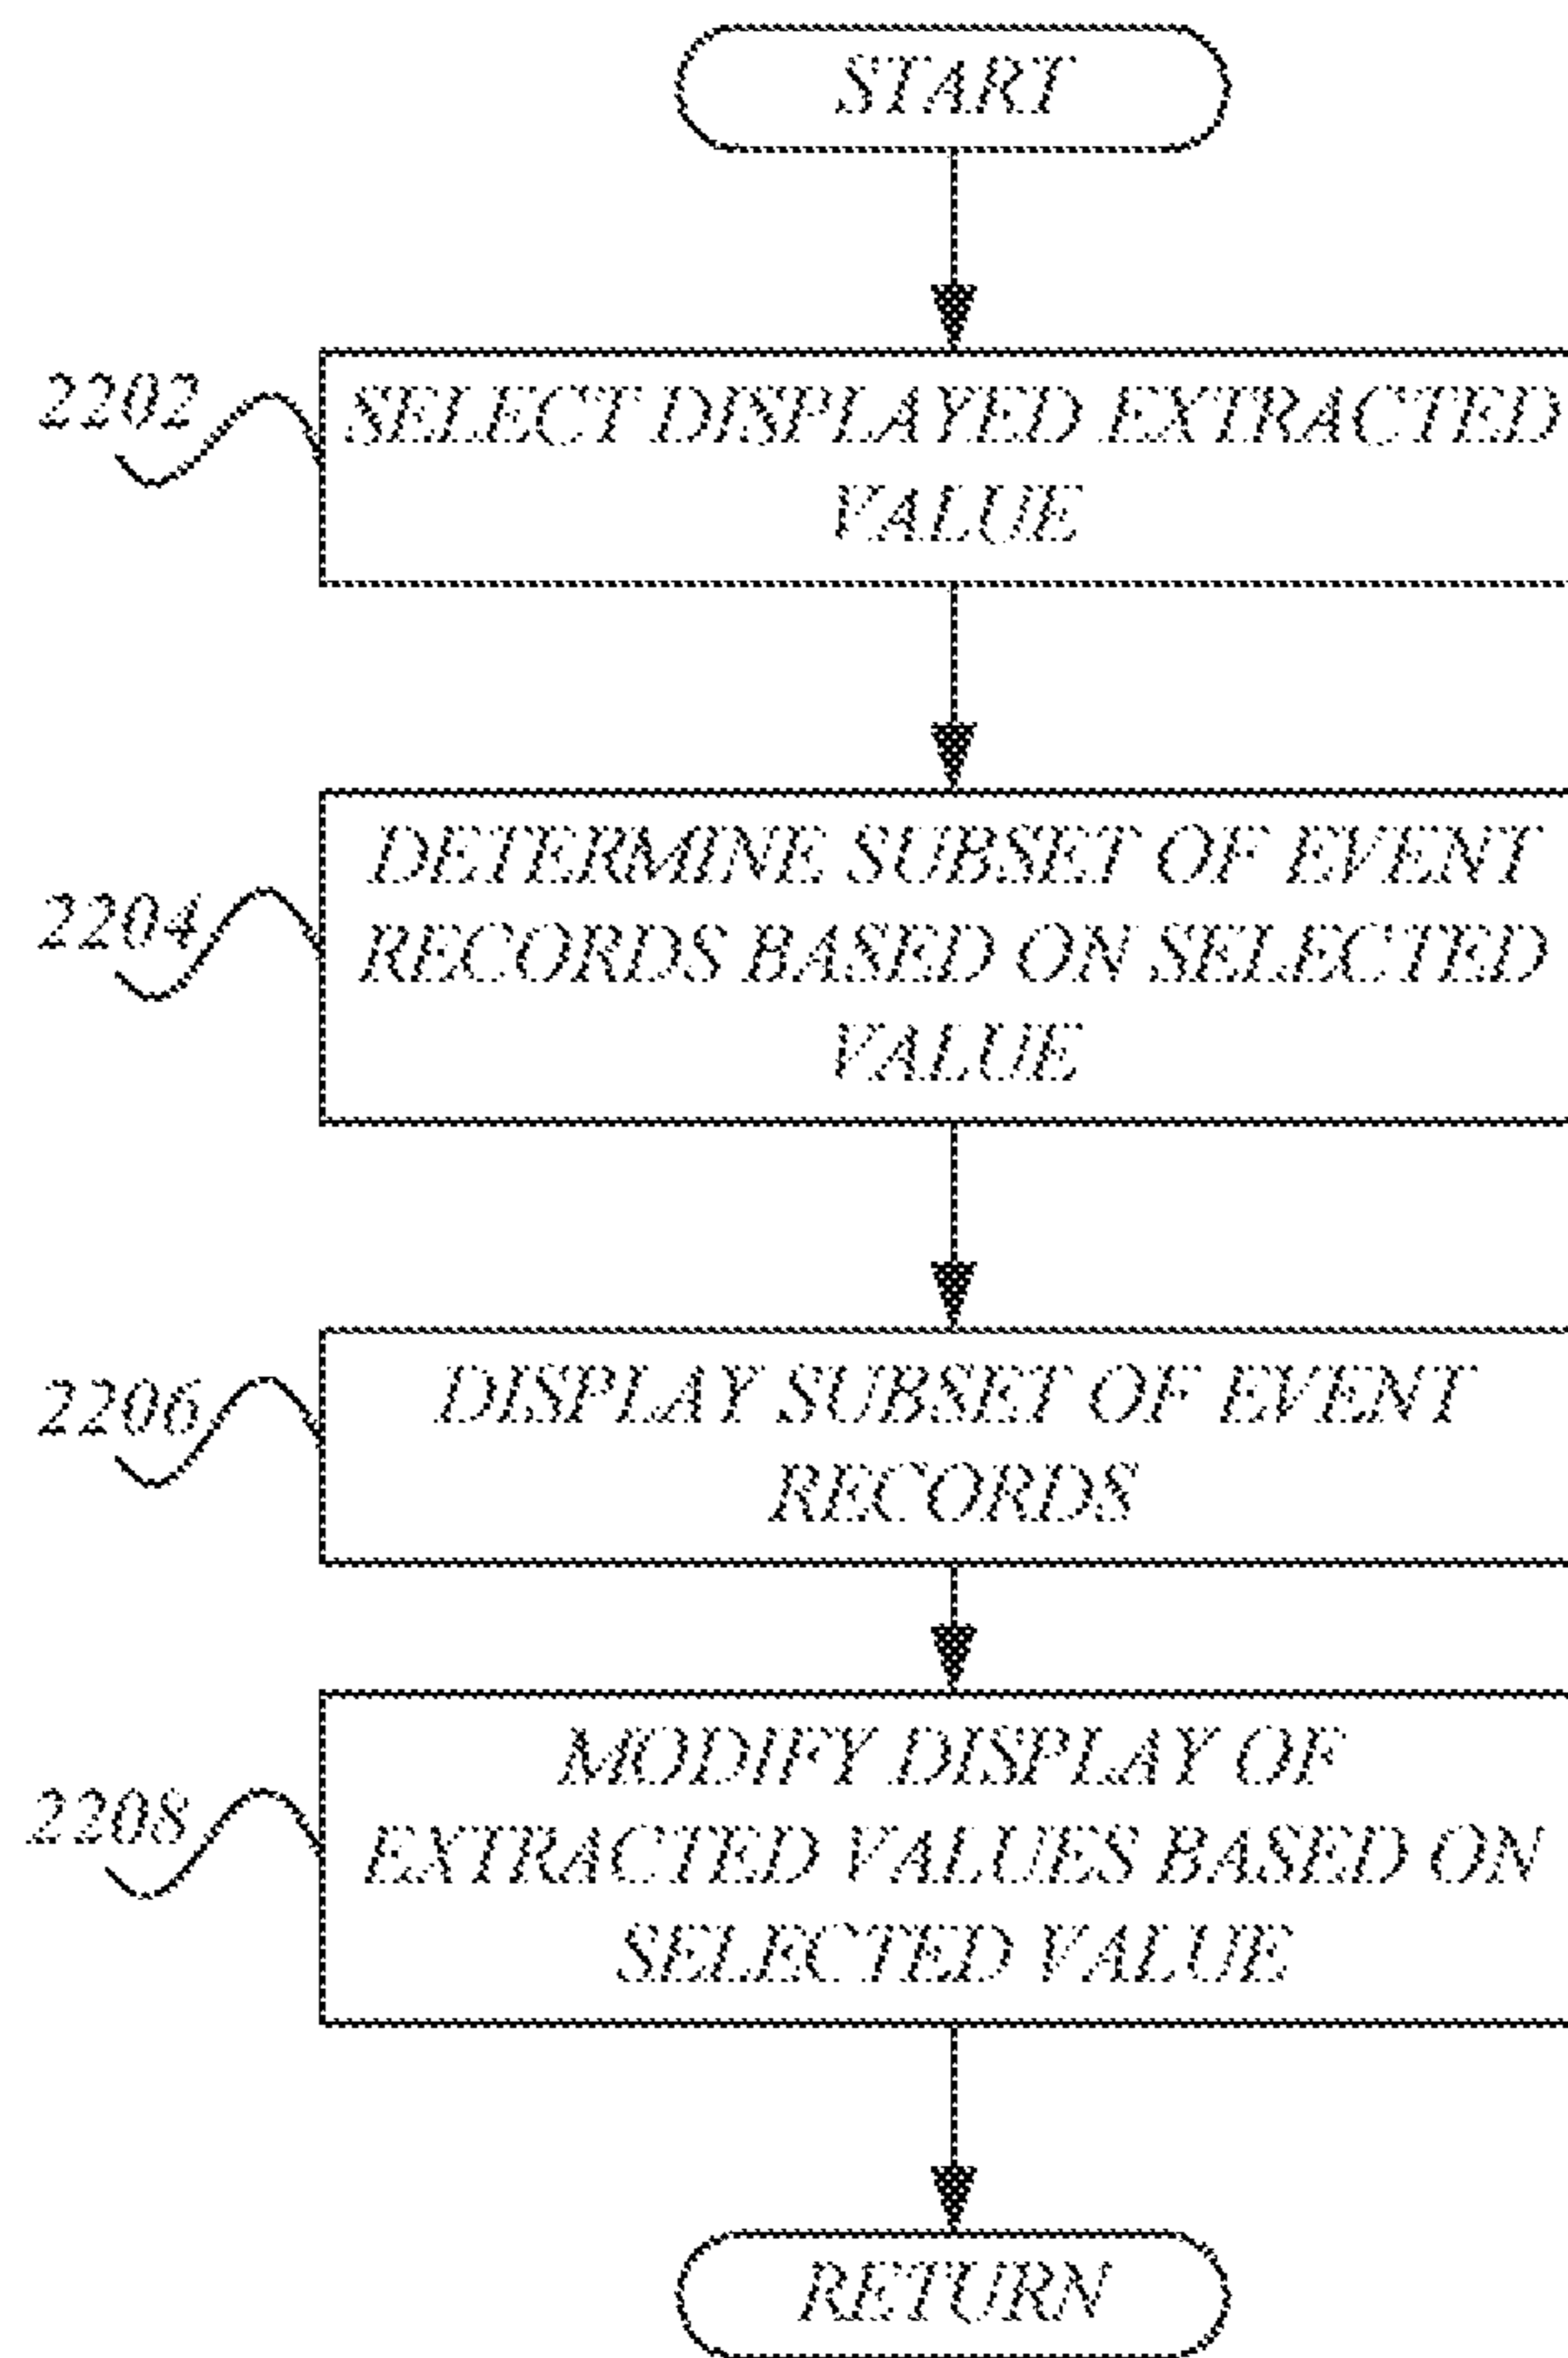 START
2202
SELECT DISPLAYED EXTRACTED
VALUE
2204
DETERMINE SUBSET OF EVENT
RECORDS BASED ON SELECTED
VALUE
2206
DISPLAY SUBSET OF EVENT
RECORDS
2208
MODIFY DISPLAY OF
EXTRACTED VALUES BASED ON
SELECTED VALUE
RETURN